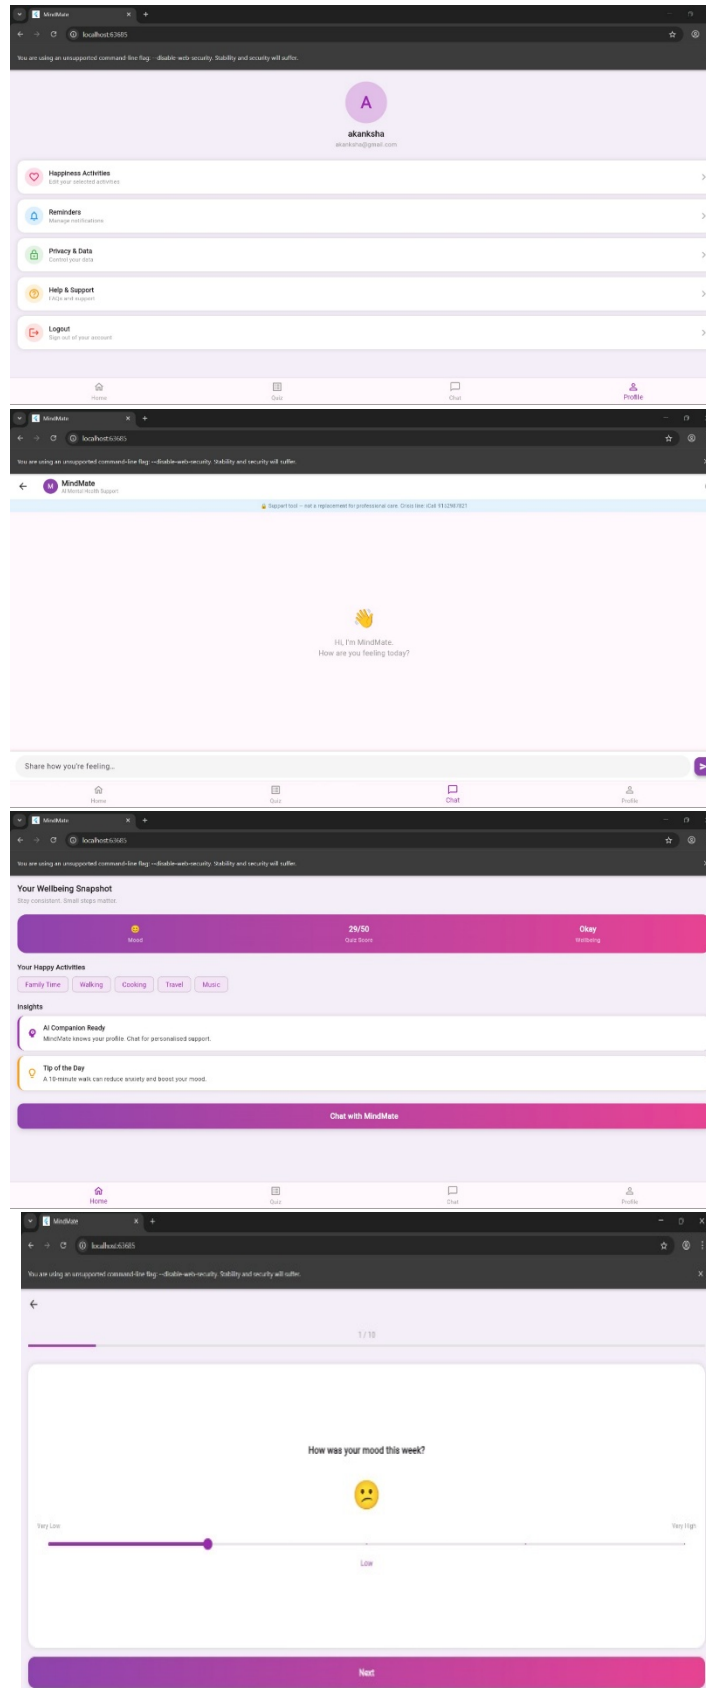 MindMate
localhost:63685
You are using an unsupported command-line flag: --disable-web-security. Stability and security will suffer.
A
akanksha
akanksha@gmail.com
Happiness Activities
Edit your selected activities
Reminders
Manage notifications
Privacy & Data
Control your data
Help & Support
FAQs and support
Logout
Sign out of your account
Home Quiz Chat Profile
MindMate
localhost:63685
You are using an unsupported command-line flag: --disable-web-security. Stability and security will suffer.
M MindMate
AI Mental Health Support
Support tool — not a replacement for professional care. Crisis line: iCall
Hi, I'm MindMate.
How are you feeling today?
Share how you're feeling...
Home Quiz Chat Profile
MindMate
localhost:63685
You are using an unsupported command-line flag: --disable-web-security. Stability and security will suffer.
Your Wellbeing Snapshot
Stay consistent. Small steps matter.
29/50 Okay
Mood Quiz Score Wellbeing
Your Happy Activities
Family Time Walking Cooking Travel Music
Insights
AI Companion Ready
MindMate knows your profile. Chat for personalised support.
Tip of the Day
A 10-minute walk can reduce anxiety and boost your mood.
Chat with MindMate
Home Quiz Chat Profile
MindMate
localhost:63685
You are using an unsupported command-line flag: --disable-web-security. Stability and security will suffer.
1 / 10
How was your mood this week?
Very Low Very High
Low
Next